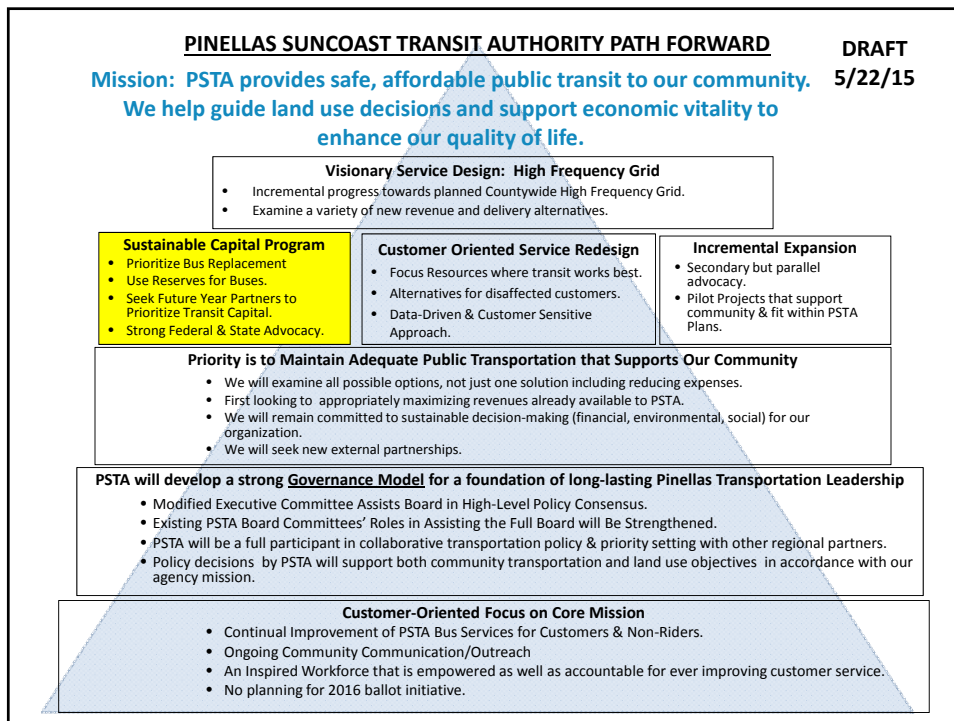 PINELLAS SUNCOAST TRANSIT AUTHORITY PATH FORWARD
DRAFT
5/22/15
Mission: PSTA provides safe, affordable public transit to our community.
We help guide land use decisions and support economic vitality to
enhance our quality of life.
Visionary Service Design: High Frequency Grid
• Incremental progress towards planned Countywide High Frequency Grid.
• Examine a variety of new revenue and delivery alternatives.
Sustainable Capital Program
• Prioritize Bus Replacement
• Use Reserves for Buses.
• Seek Future Year Partners to
Prioritize Transit Capital.
• Strong Federal & State Advocacy.
Customer Oriented Service Redesign
• Focus Resources where transit works best.
• Alternatives for disaffected customers.
• Data-Driven & Customer Sensitive
Approach.
Incremental Expansion
• Secondary but parallel
advocacy.
• Pilot Projects that support
community & fit within PSTA
Plans.
Priority is to Maintain Adequate Public Transportation that Supports Our Community
• We will examine all possible options, not just one solution including reducing expenses.
• First looking to appropriately maximizing revenues already available to PSTA.
• We will remain committed to sustainable decision-making (financial, environmental, social) for our
organization.
• We will seek new external partnerships.
PSTA will develop a strong Governance Model for a foundation of long-lasting Pinellas Transportation Leadership
• Modified Executive Committee Assists Board in High-Level Policy Consensus.
• Existing PSTA Board Committees' Roles in Assisting the Full Board will Be Strengthened.
• PSTA will be a full participant in collaborative transportation policy & priority setting with other regional partners.
• Policy decisions by PSTA will support both community transportation and land use objectives in accordance with our
agency mission.
Customer-Oriented Focus on Core Mission
• Continual Improvement of PSTA Bus Services for Customers & Non-Riders.
• Ongoing Community Communication/Outreach
• An Inspired Workforce that is empowered as well as accountable for ever improving customer service.
• No planning for 2016 ballot initiative.